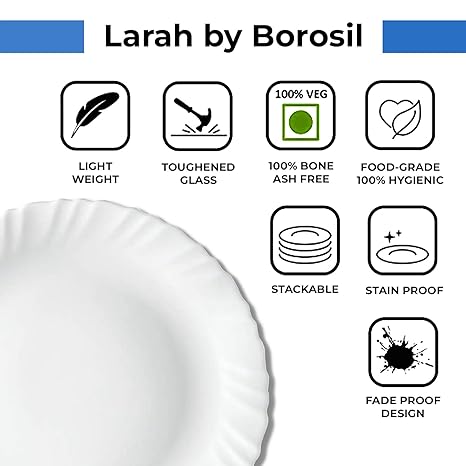 Larah by Borosil
LIGHT
WEIGHT
TOUGHENED
GLASS
100% VEG
100% BONE
ASH FREE
FOOD-GRADE
100% HYGIENIC
STACKABLE
STAIN PROOF
FADE PROOF
DESIGN